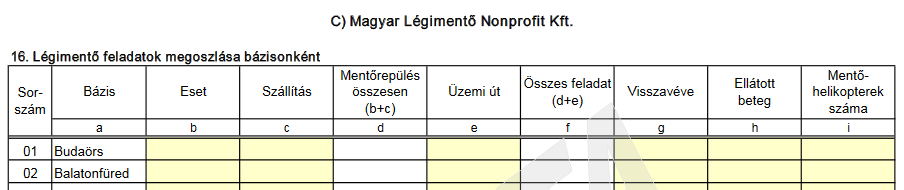 C) Magyar Légimentő Nonprofit Kft.
16. Légimentő feladatok megoszlása bázisonként
Sor-
szám
Bázis
Eset
Szállítás
Mentőrepülés
összesen
(b+c)
Üzemi út
Összes feladat
(d+e)
Visszavéve
Ellátott
beteg
Mentő-
helikopterek
száma
a b c d e f g h i
01 Budaörs
02 Balatonfüred